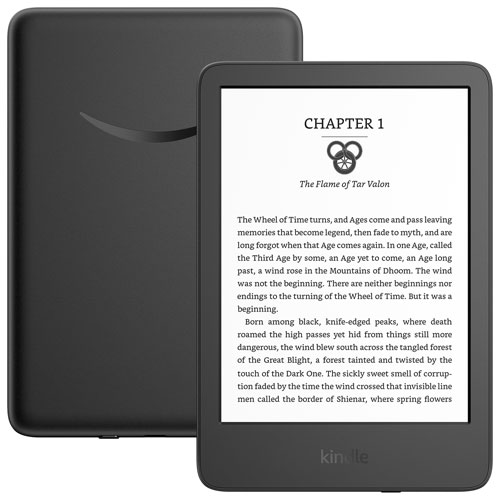 CHAPTER 1
The Flame of Tar Valon
The Wheel of Time turns, and Ages come and pass leaving
memories that become legend, then fade to myth, and are
long forgot when that Age comes again. In one Age, called
the Third Age by some, an Age yet to come, an Age long
past, a wind rose in the Mountains of Dhoom. The wind
was not the beginning. There are neither beginnings nor
endings to the turning of the Wheel of Time. But it was a
beginning.
Born among black, knife-edged peaks, where death
roamed the high passes yet hid from things still more
dangerous, the wind blew south across the tangled forest
of the Great Blight, a forest tainted and twisted by the
touch of the Dark One. The sickly sweet smell of corrup-
tion faded by the time the wind crossed that invisible line
men called the border of Shienar, where spring flowers
kindle